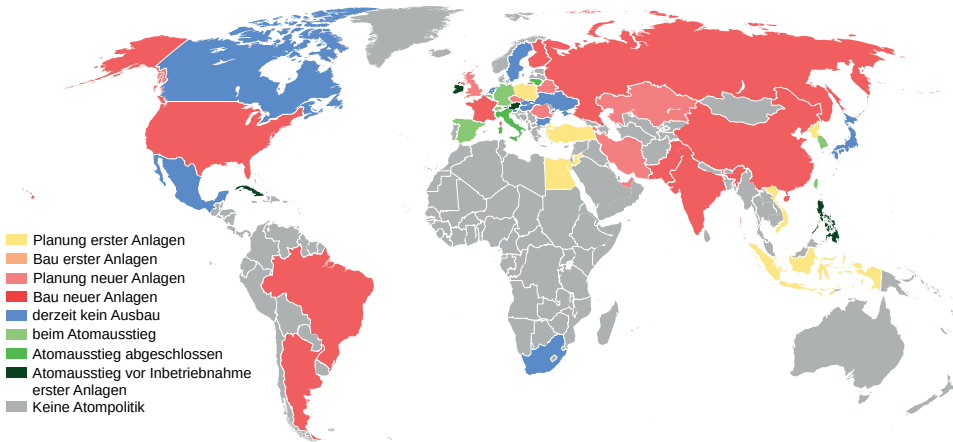 Planung erster Anlagen
Bau erster Anlagen
Planung neuer Anlagen
Bau neuer Anlagen
derzeit kein Ausbau
beim Atomausstieg
Atomausstieg abgeschlossen
Atomausstieg vor Inbetriebnahme
erster Anlagen
Keine Atompolitik